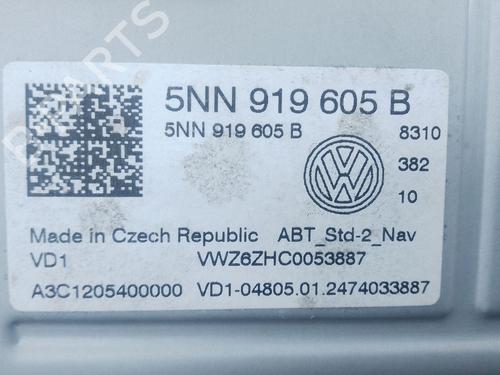 5NN 919 605 B
5NN 919 605 B
8310
382
10
Made in Czech Republic ABT_Std-2_Nav
VD1 VWZ6ZHC0053887
A3C1205400000 VD1-04805.01.2474033887